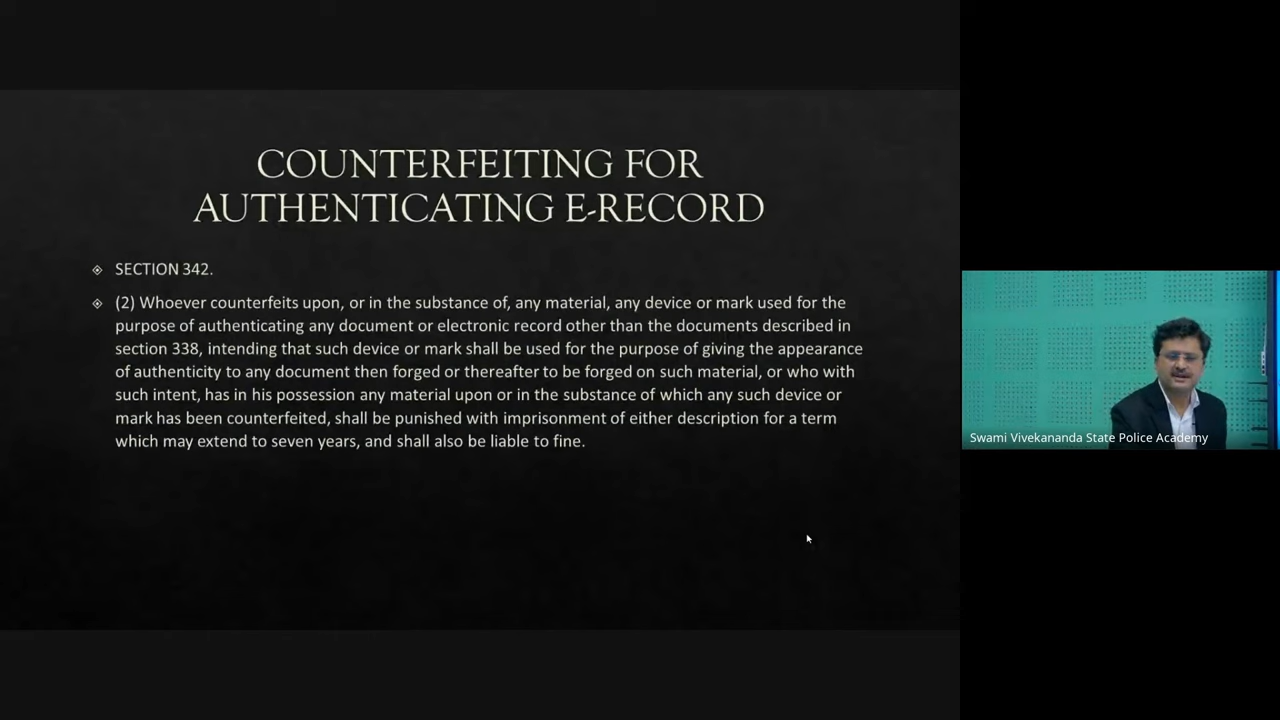 COUNTERFEITING FOR
AUTHENTICATING E-RECORD
SECTION 342.
(2) Whoever counterfeits upon, or in the substance of, any material, any device or mark used for the
purpose of authenticating any document or electronic record other than the documents described in
section 338, intending that such device or mark shall be used for the purpose of giving the appearance
of authenticity to any document then forged or thereafter to be forged on such material, or who with
such intent, has in his possession any material upon or in the substance of which any such device or
mark has been counterfeited, shall be punished with imprisonment of either description for a term
which may extend to seven years, and shall also be liable to fine.
Swami Vivekananda State Police Academy